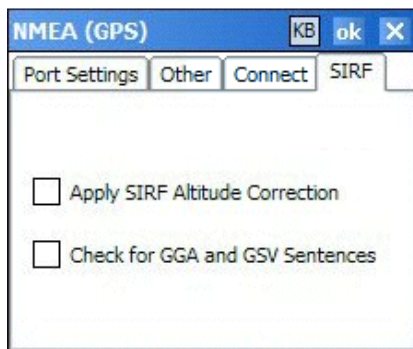 NMEA (GPS) KB ok X
Port Settings Other Connect SIRF
Apply SIRF Altitude Correction
Check for GGA and GSV Sentences